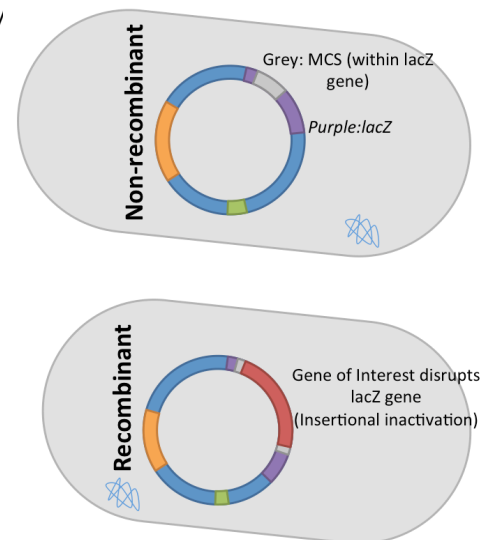 Non-recombinant
Grey: MCS (within lacZ
gene)
Purple:lacZ
Recombinant
Gene of Interest disrupts
lacZ gene
(Insertional inactivation)